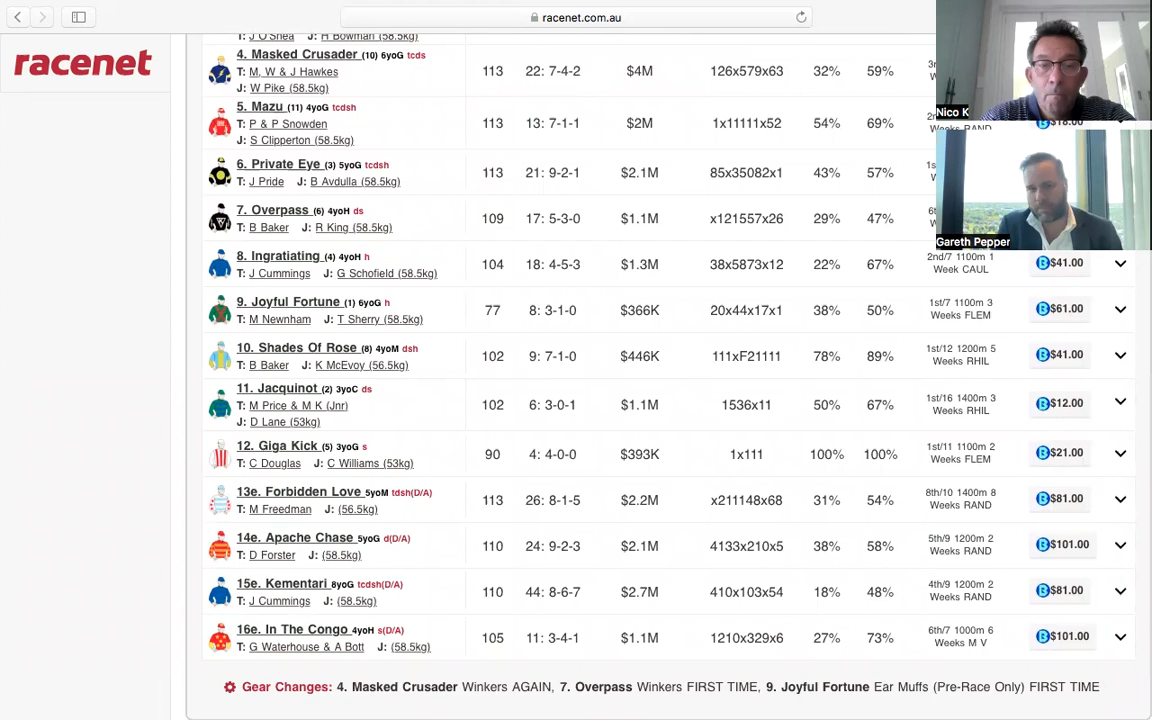 racenet.com.au
racenet
J O'Shea H Bowman (58.5kg)
4. Masked Crusader (10) 6yoG tcds
T: M, W & J Hawkes
J: W Pike (58.5kg)
113 22: 7-4-2 $4M 126x579x63 32% 59%
5. Mazu (11) 4yoG tcdsh
T: P & P Snowden
J: S Clipperton (58.5kg)
113 13: 7-1-1 $2M 1x11111x52 54% 69%
Weeks RAND
$18.00
6. Private Eye (3) 5yoG tcdsh
T: J Pride J: B Avdulla (58.5kg)
113 21: 9-2-1 $2.1M 85x35082x1 43% 57%
7. Overpass (6) 4yoH ds
T: B Baker J: R King (58.5kg)
109 17: 5-3-0 $1.1M x121557x26 29% 47%
8. Ingratiating (4) 4yoH h
T: J Cummings J: G Schofield (58.5kg)
104 18: 4-5-3 $1.3M 38x5873x12 22% 67%
2nd/7 1100m 1
Week CAUL
$41.00
9. Joyful Fortune (1) 6yoG h
T: M Newnham J: T Sherry (58.5kg)
77 8: 3-1-0 $366K 20x44x17x1 38% 50%
1st/7 1100m 3
Weeks FLEM
$61.00
10. Shades Of Rose (8) 4yoM dsh
T: B Baker J: K McEvoy (56.5kg)
102 9: 7-1-0 $446K 111xF21111 78% 89%
1st/12 1200m 5
Weeks RHIL
$41.00
11. Jacquinot (2) 3yoC ds
T: M Price & M K (Jnr)
J: D Lane (53kg)
102 6: 3-0-1 $1.1M 1536x11 50% 67%
1st/16 1400m 3
Weeks RHIL
$12.00
12. Giga Kick (5) 3yoG s
T: C Douglas J: C Williams (53kg)
90 4: 4-0-0 $393K 1x111 100% 100%
1st/11 1100m 2
Weeks FLEM
$21.00
13e. Forbidden Love 5yoM tdsh(D/A)
T: M Freedman J: (56.5kg)
113 26: 8-1-5 $2.2M x211148x68 31% 54%
8th/10 1400m 8
Weeks RAND
$81.00
14e. Apache Chase 5yoG d(D/A)
T: D Forster J: (58.5kg)
110 24: 9-2-3 $2.1M 4133x210x5 38% 58%
5th/9 1200m 2
Weeks RAND
$101.00
15e. Kementari 8yoG tcdsh(D/A)
T: J Cummings J: (58.5kg)
110 44: 8-6-7 $2.7M 410x103x54 18% 48%
4th/9 1200m 2
Weeks RAND
$81.00
16e. In The Congo 4yoH s(D/A)
T: G Waterhouse & A Bott J: (58.5kg)
105 11: 3-4-1 $1.1M 1210x329x6 27% 73%
6th/7 1000m 6
Weeks M V
$101.00
Gear Changes: 4. Masked Crusader Winkers AGAIN, 7. Overpass Winkers FIRST TIME, 9. Joyful Fortune Ear Muffs (Pre-Race Only) FIRST TIME
Nico K
Gareth Pepper